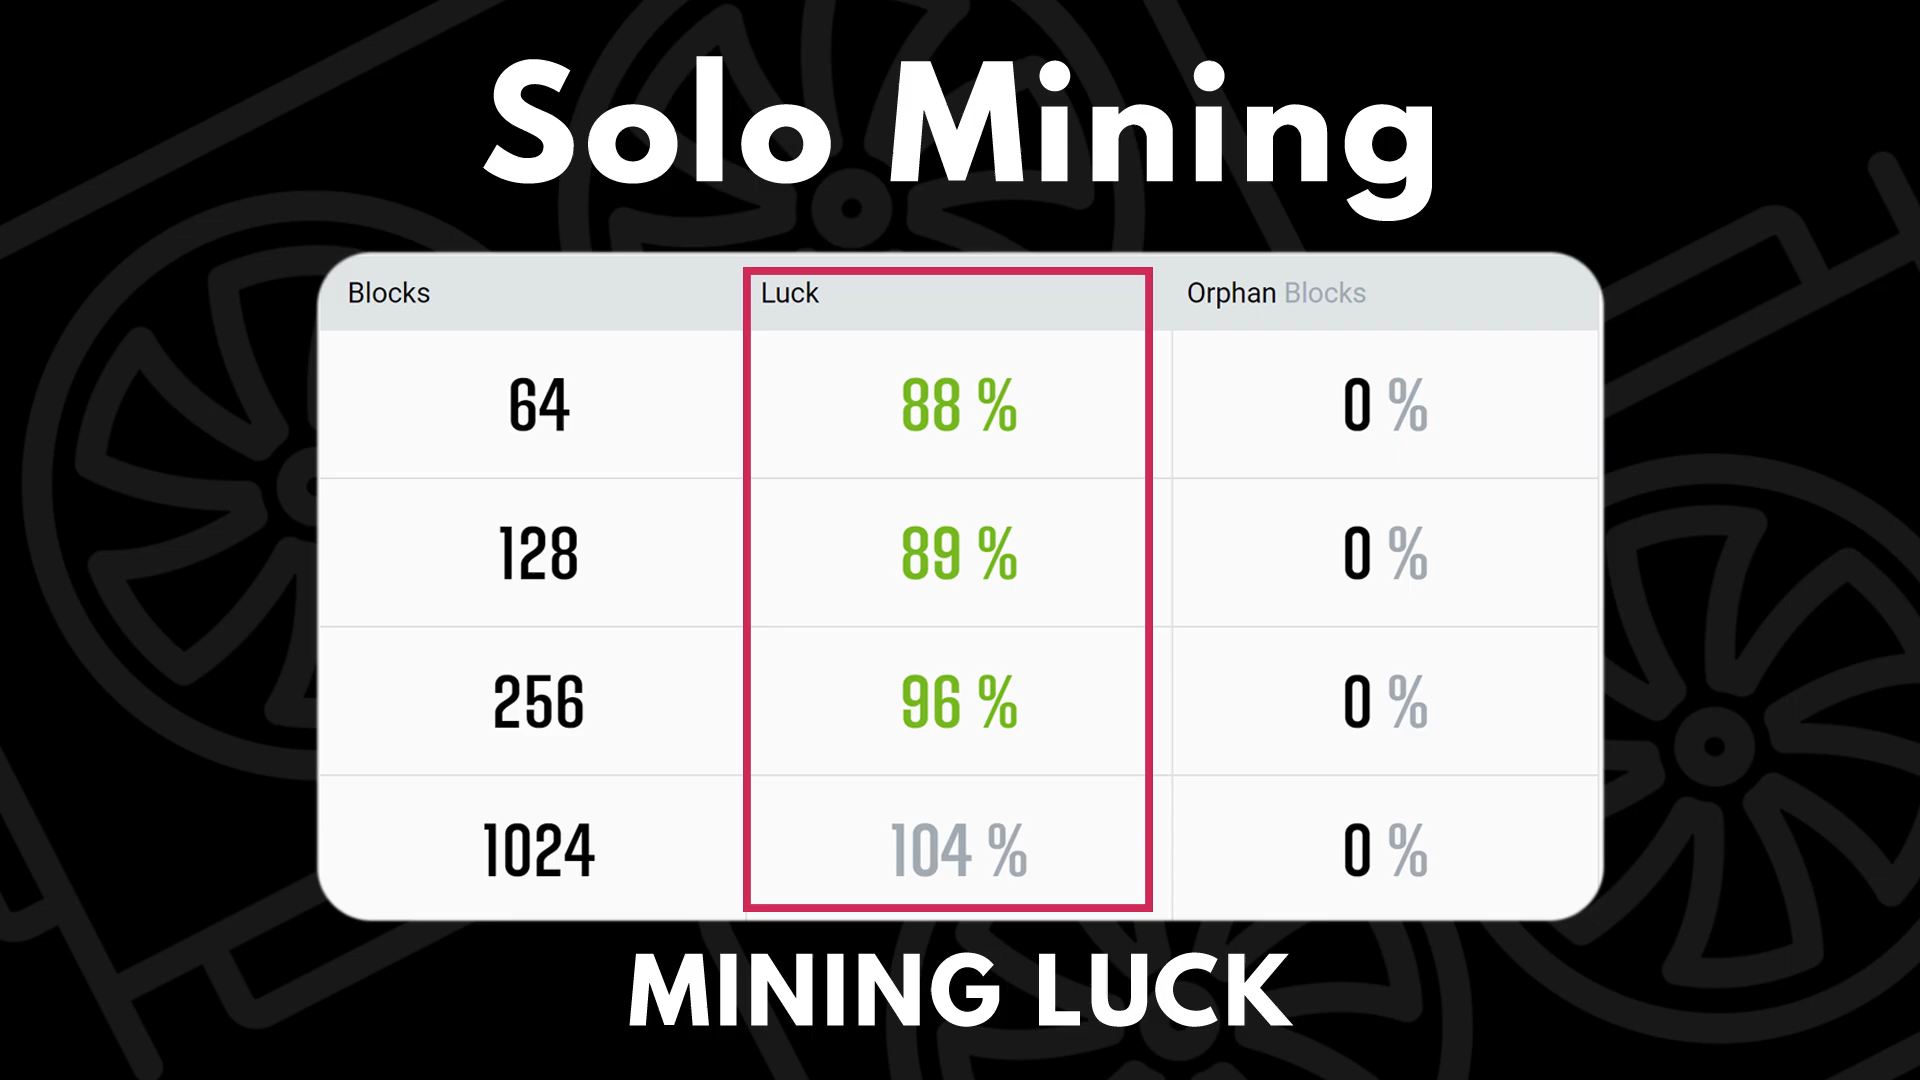 Solo Mining
Blocks Luck Orphan Blocks
64 88 % 0 %
128 89 % 0 %
256 96 % 0 %
1024 104 % 0 %
MINING LUCK